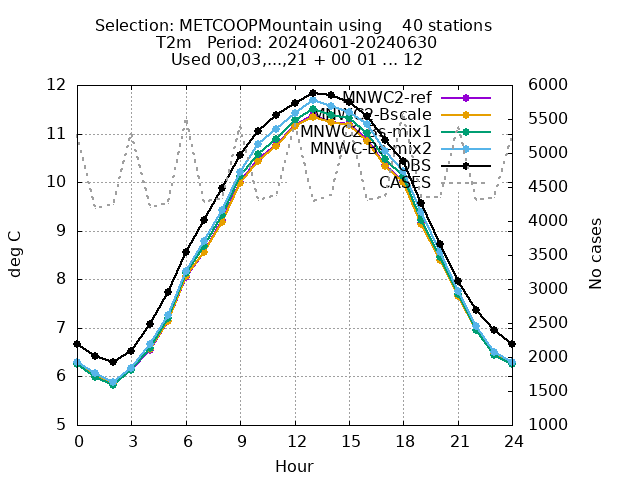 Selection: METCOOPMountain using    40 stations
T2m   Period: 20240601-20240630
Used 00,03,...,21 + 00 01 ... 12
MNWC2-ref
MNWC2-Bscale
MNWC2-Bs-mix1
MNWC-Bs-mix2
OBS
CASES
deg C
12
11
10
9
8
7
6
5
No cases
6000
5500
5000
4500
4000
3500
3000
2500
2000
1500
1000
0 3 6 9 12 15 18 21 24
Hour